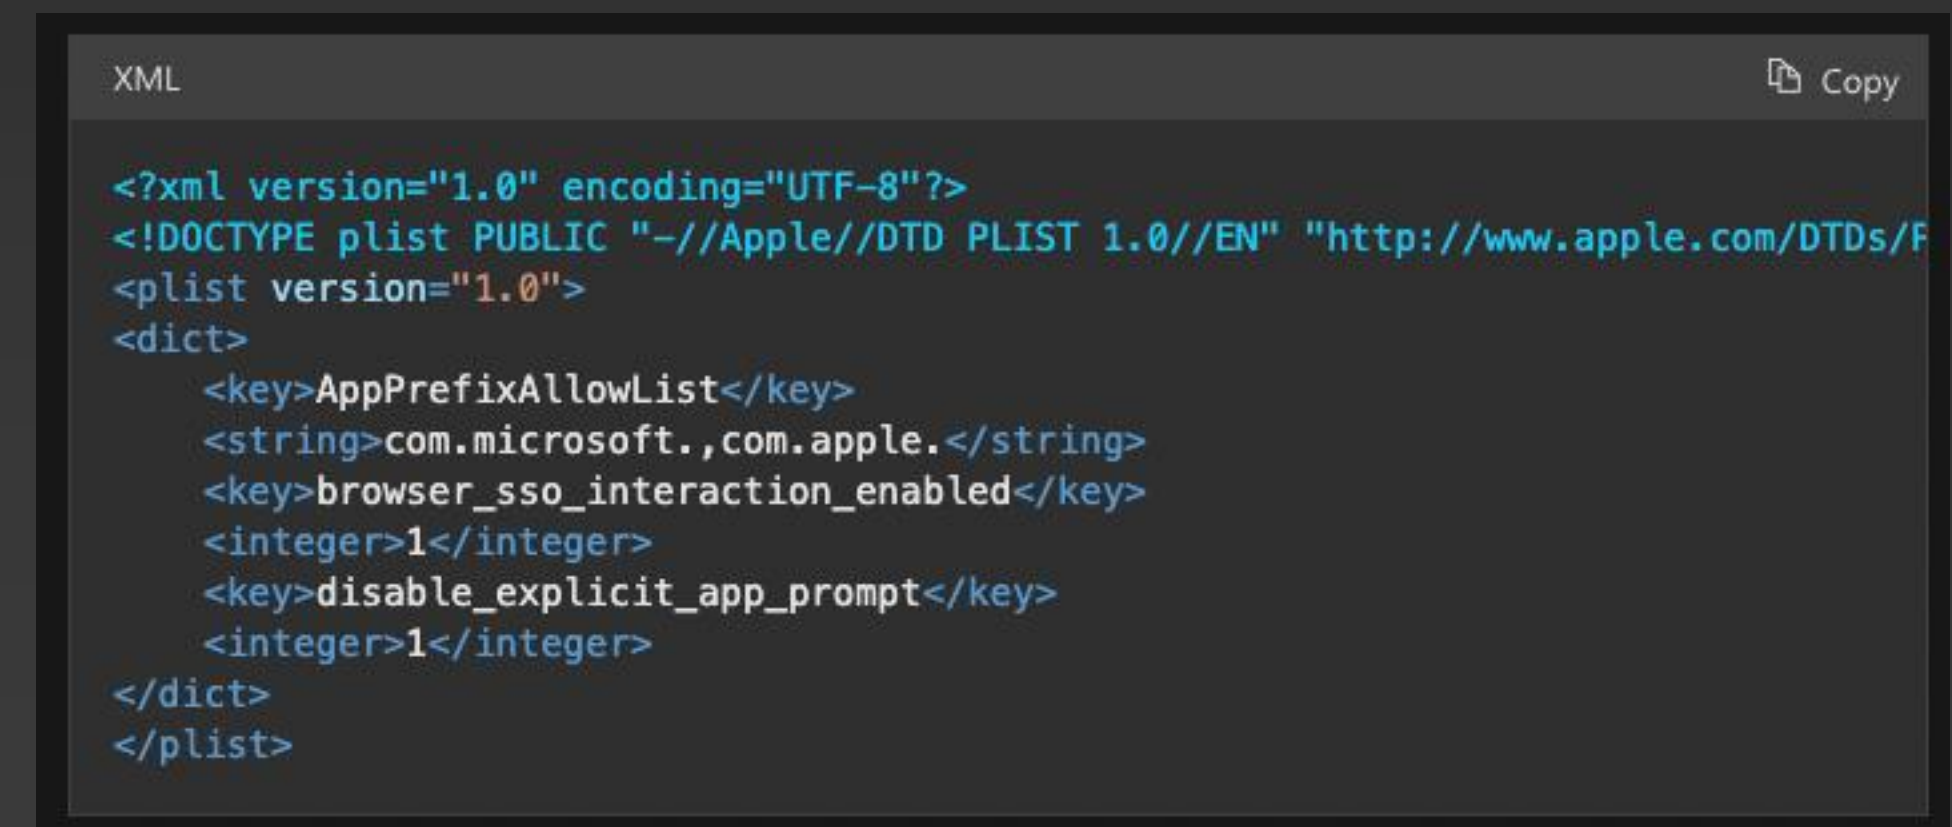 XML
Copy
<?xml version="1.0" encoding="UTF-8"?>
<!DOCTYPE plist PUBLIC "-//Apple//DTD PLIST 1.0//EN" "http://www.apple.com/DTDs/
<plist version="1.0">
<dict>
    <key>AppPrefixAllowList</key>
    <string>com.microsoft.,com.apple.</string>
    <key>browser_sso_interaction_enabled</key>
    <integer>1</integer>
    <key>disable_explicit_app_prompt</key>
    <integer>1</integer>
</dict>
</plist>